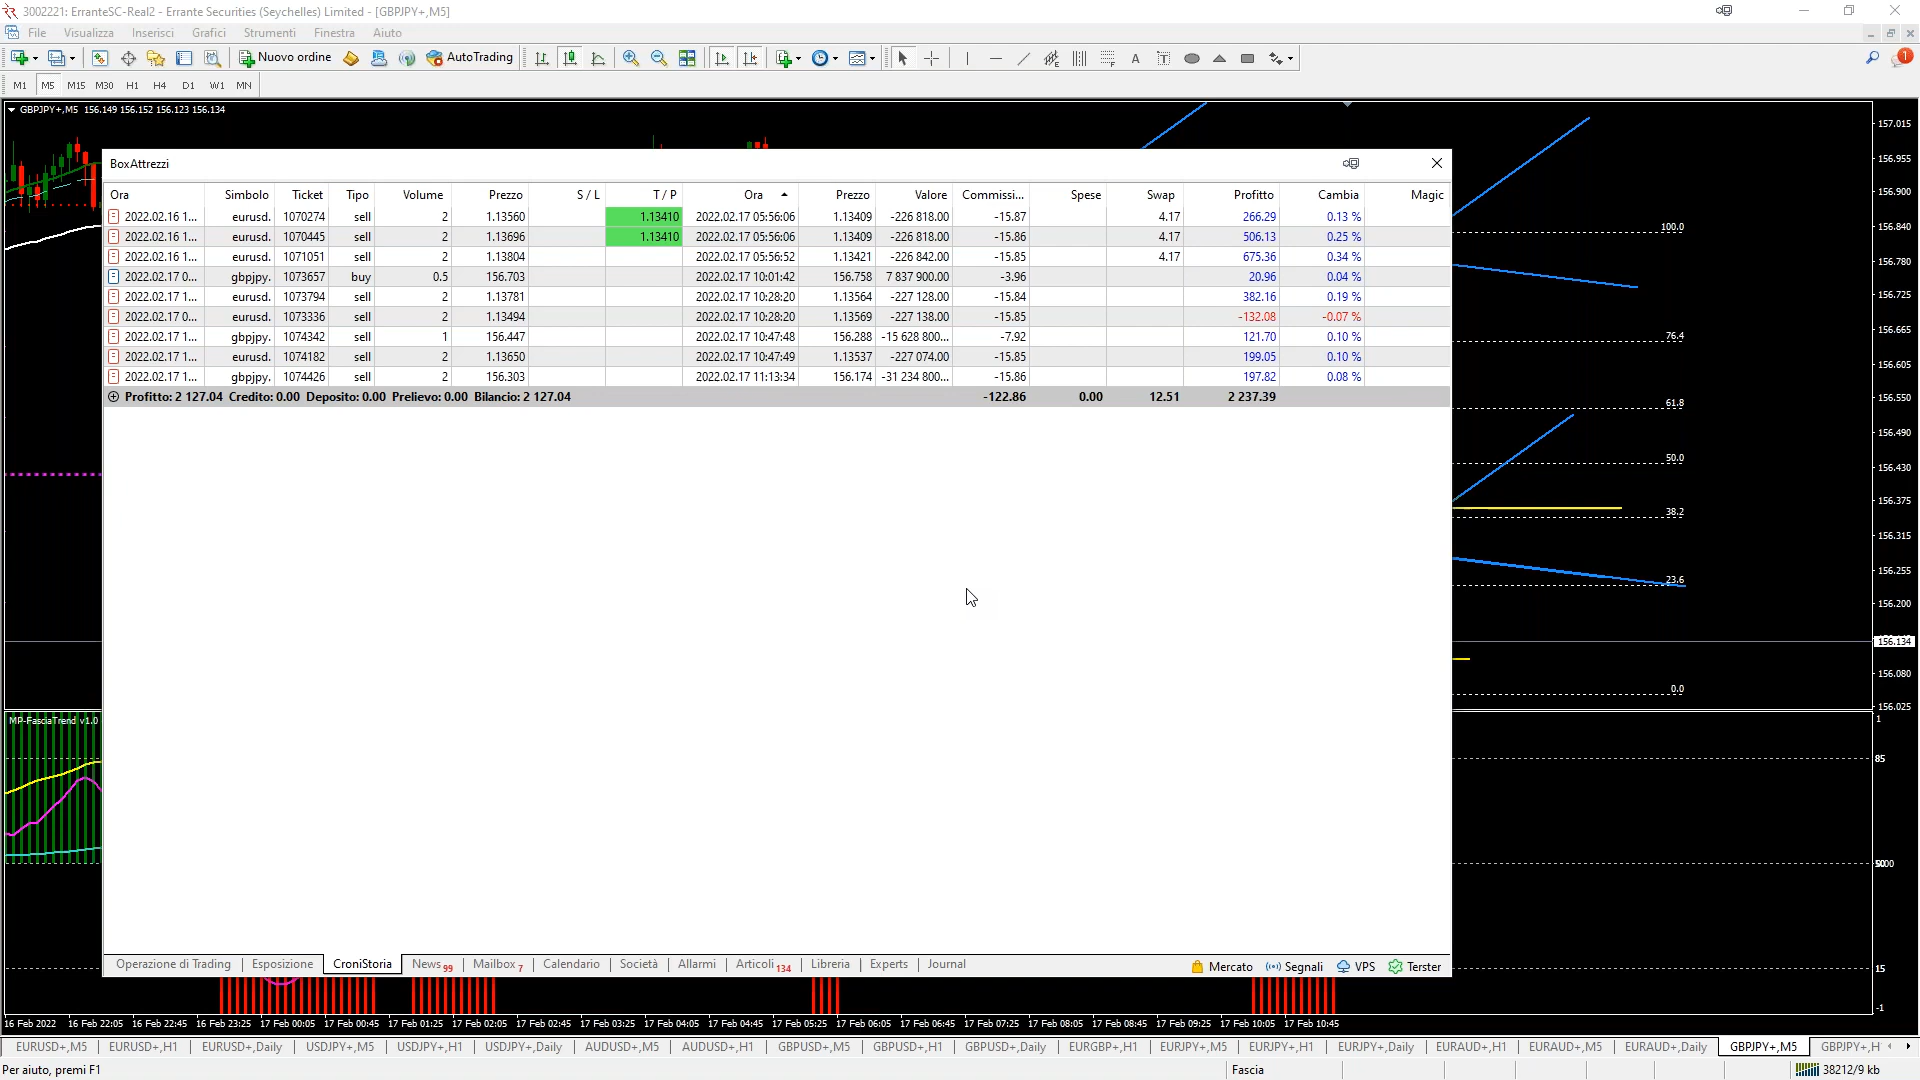 3002221: ErranteSC-Real2 - Errante Securities (Seychelles) Limited - [GBPJPY+,M5]
File Visualizza Inserisci Grafici Strumenti Finestra Aiuto
Nuovo ordine AutoTrading A T 1
M1 M5 M15 M30 H1 H4 D1 W1 MN
GBPJPY+,M5 156.149 156.152 156.123 156.134
BoxAttrezzi
Ora Simbolo Ticket Tipo Volume Prezzo S / L T / P Ora Prezzo Valore Commissi... Spese Swap Profitto Cambia Magic
2022.02.16 1... eurusd. 1070274 sell 2 1.13560 1.13410 2022.02.17 05:56:06 1.13409 -226 818.00 -15.87 4.17 266.29 0.13 %
2022.02.16 1... eurusd. 1070445 sell 2 1.13696 1.13410 2022.02.17 05:56:06 1.13409 -226 818.00 -15.86 4.17 506.13 0.25 %
2022.02.16 1... eurusd. 1071051 sell 2 1.13804 2022.02.17 05:56:52 1.13421 -226 842.00 -15.85 4.17 675.36 0.34 %
2022.02.17 0... gbpjpy. 1073657 buy 0.5 156.703 2022.02.17 10:01:42 156.758 7 837 900.00 -3.96 20.96 0.04 %
2022.02.17 1... eurusd. 1073794 sell 2 1.13781 2022.02.17 10:28:20 1.13564 -227 128.00 -15.84 382.16 0.19 %
2022.02.17 0... eurusd. 1073336 sell 2 1.13494 2022.02.17 10:28:20 1.13569 -227 138.00 -15.85 -132.08 -0.07 %
2022.02.17 1... gbpjpy. 1074342 sell 1 156.447 2022.02.17 10:47:48 156.288 -15 628 800... -7.92 121.70 0.10 %
2022.02.17 1... eurusd. 1074182 sell 2 1.13650 2022.02.17 10:47:49 1.13537 -227 074.00 -15.85 199.05 0.10 %
2022.02.17 1... gbpjpy. 1074426 sell 2 156.303 2022.02.17 11:13:34 156.174 -31 234 800... -15.86 197.82 0.08 %
Profitto: 2 127.04 Credito: 0.00 Deposito: 0.00 Prelievo: 0.00 Bilancio: 2 127.04 -122.86 0.00 12.51 2 237.39
Operazione di Trading Esposizione CroniStoria News 99 Mailbox 7 Calendario Società Allarmi Articoli 134 Libreria Experts Journal Mercato Segnali VPS Terster
100.0
76.4
61.8
50.0
38.2
23.6
0.0
157.015
156.955
156.900
156.840
156.780
156.725
156.665
156.605
156.550
156.490
156.430
156.375
156.315
156.255
156.200
156.134
156.080
156.025
MP-FasciaTrend v1.0
1
85
15
-1
16 Feb 2022 16 Feb 22:05 16 Feb 22:45 16 Feb 23:25 17 Feb 00:05 17 Feb 00:45 17 Feb 01:25 17 Feb 02:05 17 Feb 02:45 17 Feb 03:25 17 Feb 04:05 17 Feb 04:45 17 Feb 05:25 17 Feb 06:05 17 Feb 06:45 17 Feb 07:25 17 Feb 08:05 17 Feb 08:45 17 Feb 09:25 17 Feb 10:05 17 Feb 10:45
EURUSD+,M5 EURUSD+,H1 EURUSD+,Daily USDJPY+,M5 USDJPY+,H1 USDJPY+,Daily AUDUSD+,M5 AUDUSD+,H1 GBPUSD+,M5 GBPUSD+,H1 GBPUSD+,Daily EURGBP+,H1 EURJPY+,M5 EURJPY+,H1 EURJPY+,Daily EURAUD+,H1 EURAUD+,M5 EURAUD+,Daily GBPJPY+,M5 GBPJPY+,H
Per aiuto, premi F1 Fascia 38212/9 kb